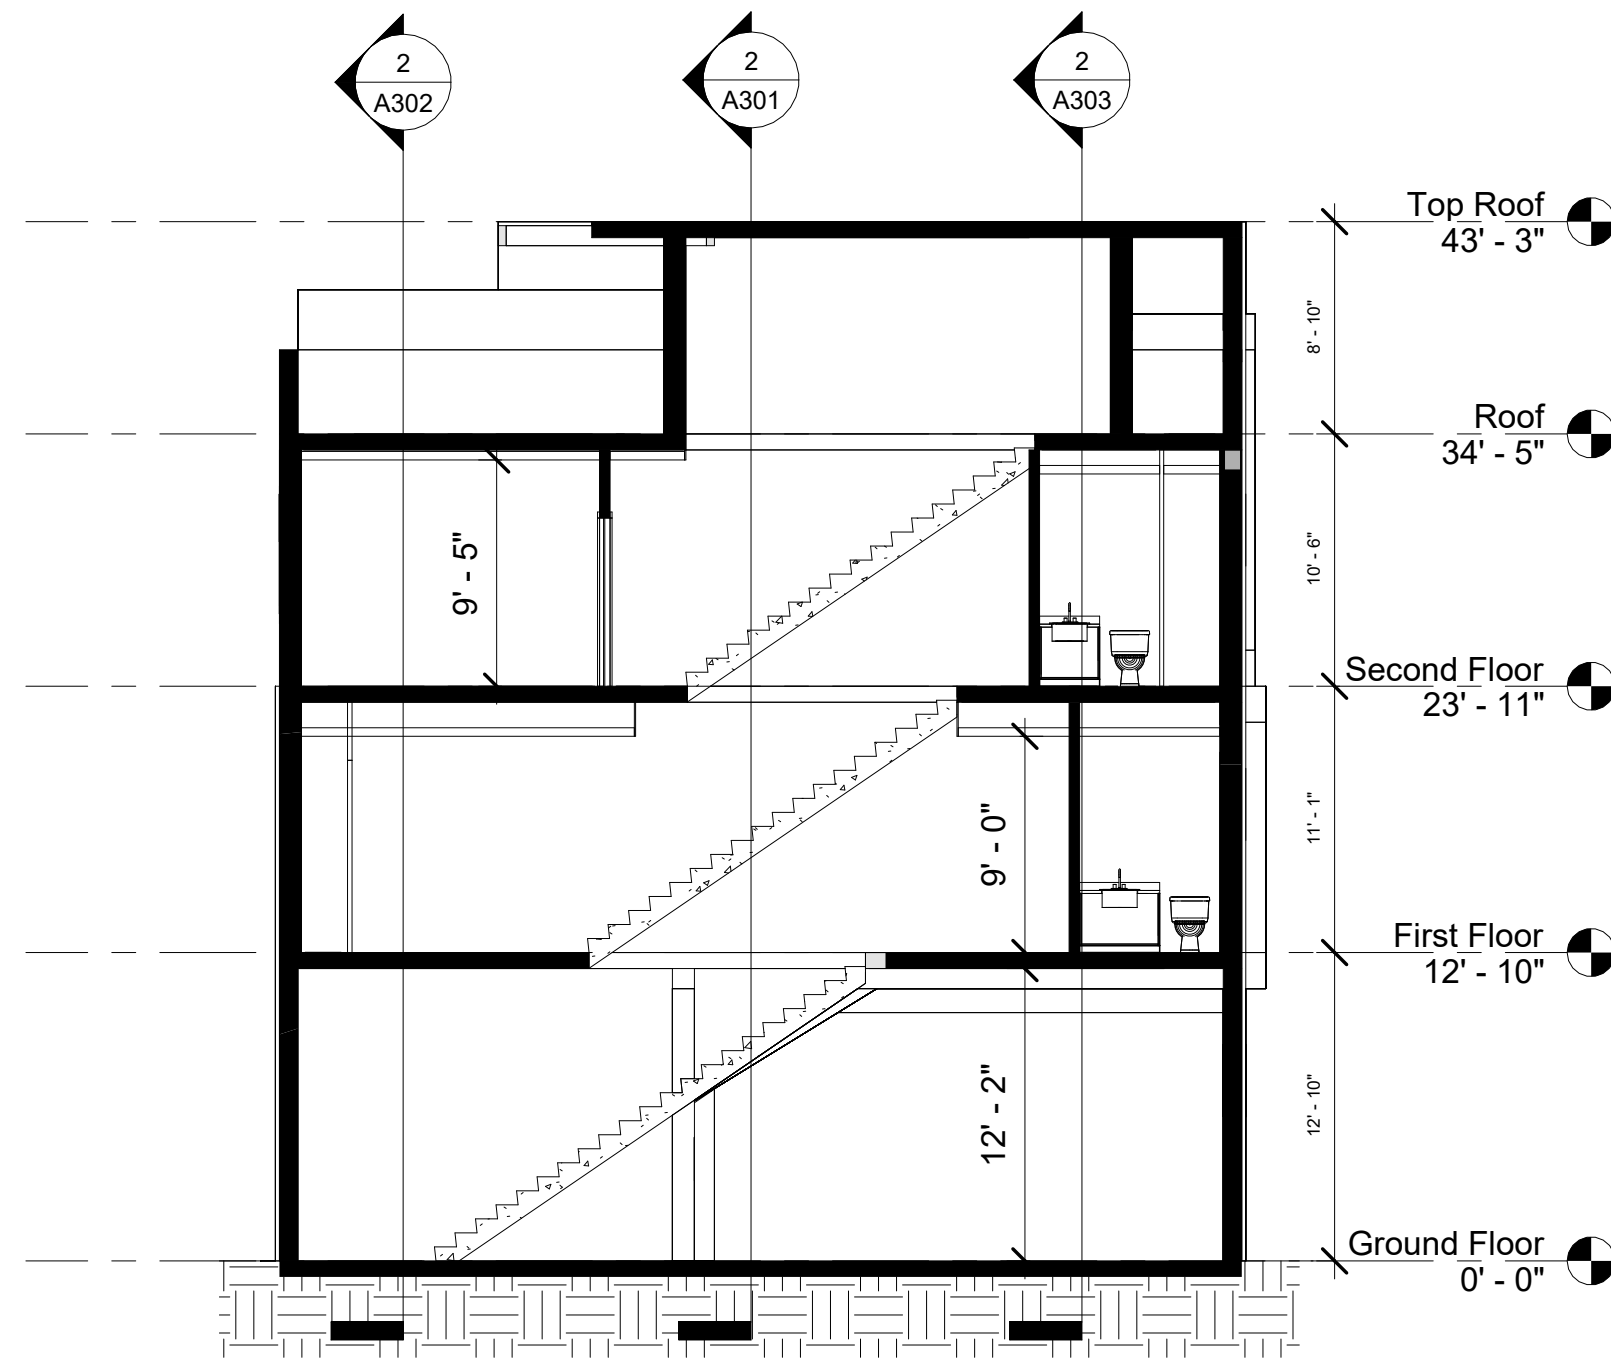 2
A302
2
A301
2
A303
Top Roof
43' - 3"
8' - 10"
Roof
34' - 5"
9' - 5"
10' - 6"
Second Floor
23' - 11"
9' - 0"
11' - 1"
First Floor
12' - 10"
12' - 2"
12' - 10"
Ground Floor
0' - 0"